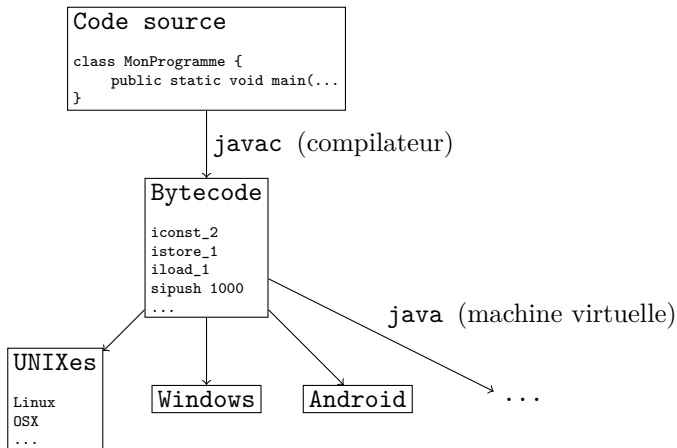 Code source
class MonProgramme {
public static void main(...
}
javac (compilateur)
Bytecode
iconst_2
istore_1
iload_1
sipush 1000
...
java (machine virtuelle)
UNIXes
Linux
OSX
...
Windows
Android
...